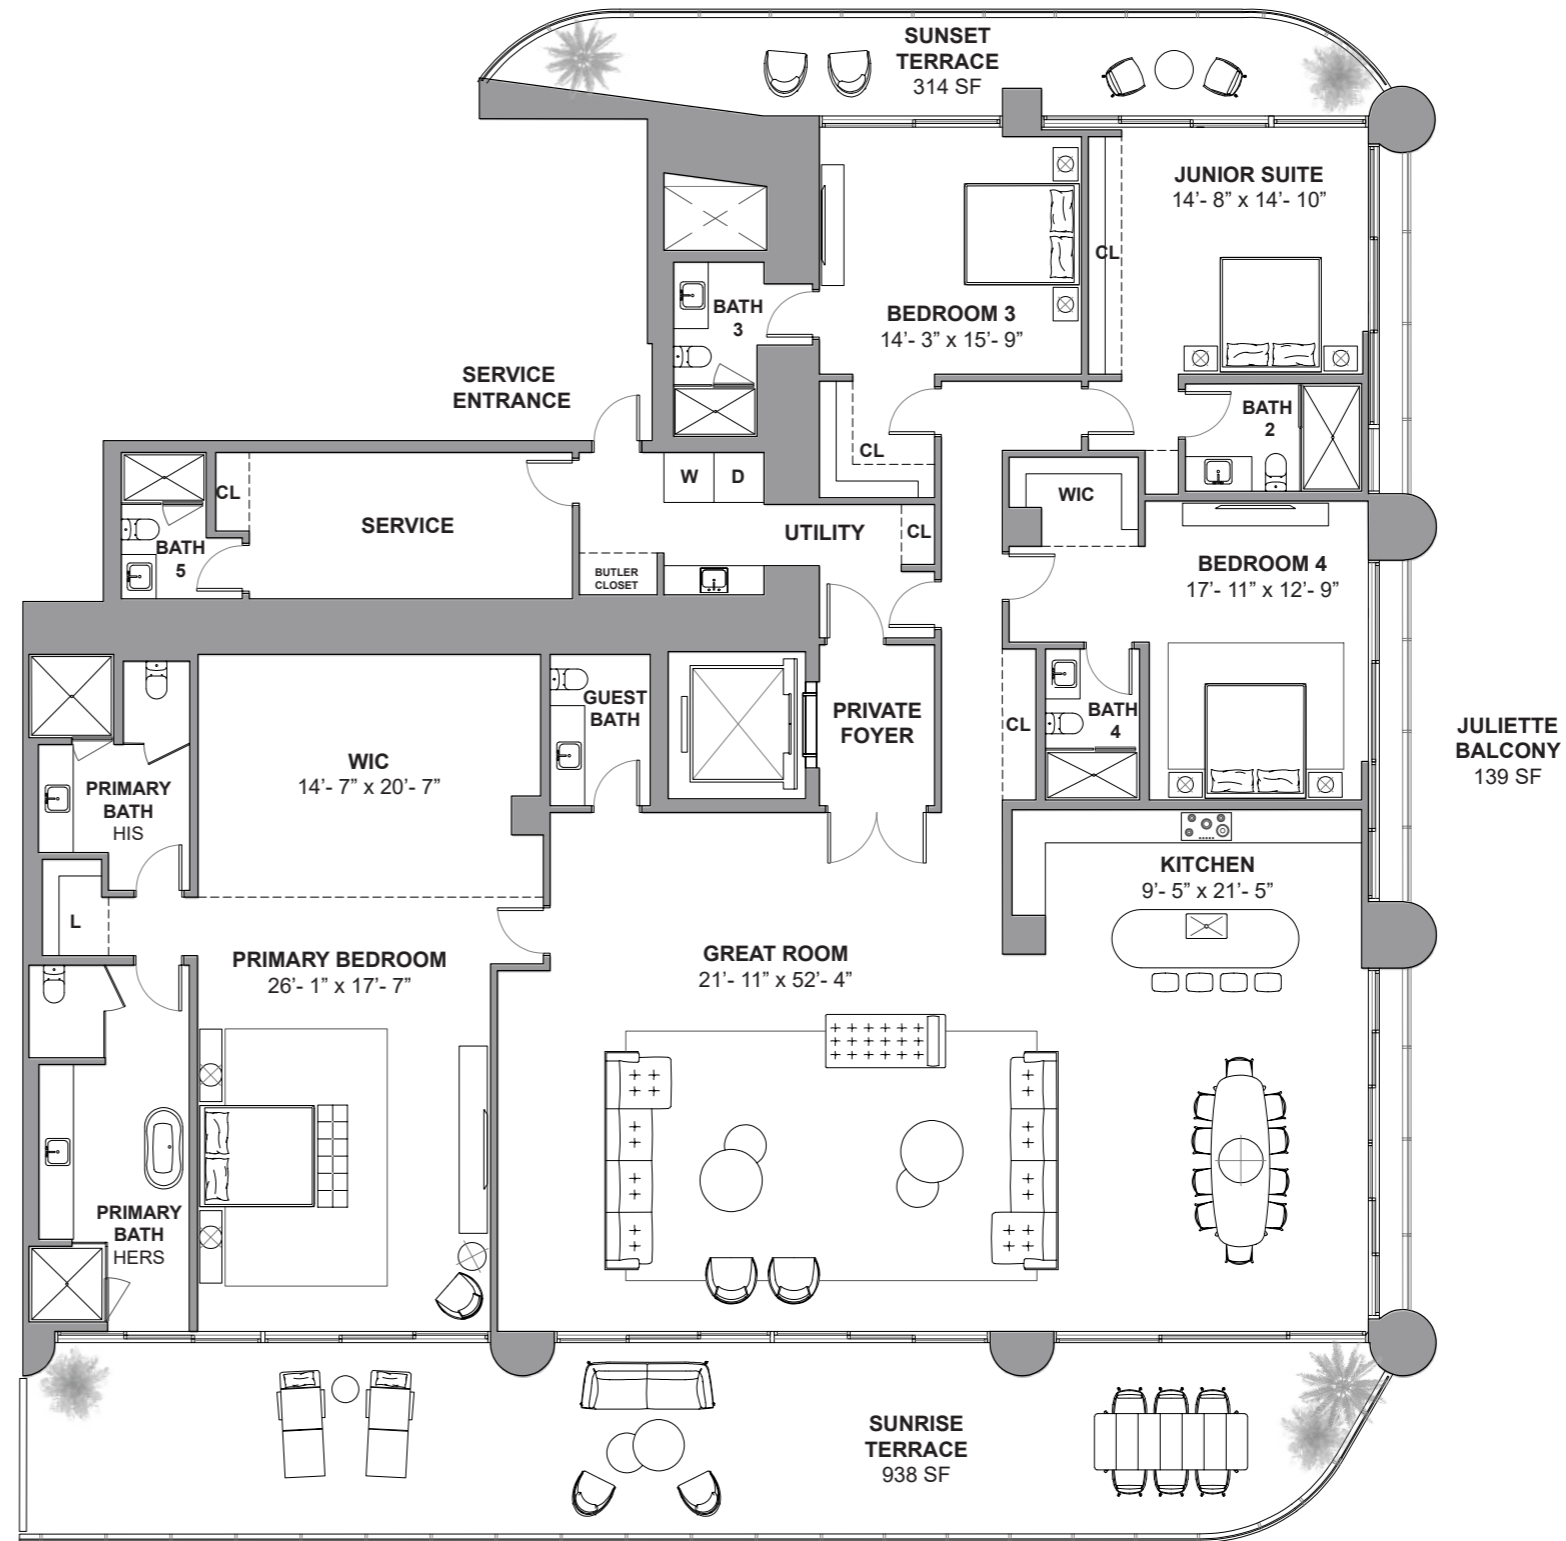 SUNSET
TERRACE
314 SF
JUNIOR SUITE
14’- 8” x 14’- 10”
CL
BATH
3
BEDROOM 3
14’- 3” x 15’- 9”
SERVICE
ENTRANCE
BATH
2
CL
W D
WIC
CL
SERVICE
UTILITY
CL
BATH
5
BUTLER
CLOSET
BEDROOM 4
17’- 11” x 12’- 9”
GUEST
BATH
PRIVATE
FOYER
CL
BATH
4
JULIETTE
BALCONY
139 SF
WIC
14’- 7” x 20’- 7”
PRIMARY
BATH
HIS
KITCHEN
9’- 5” x 21’- 5”
L
PRIMARY BEDROOM
26’- 1” x 17’- 7”
GREAT ROOM
21’- 11” x 52’- 4”
PRIMARY
BATH
HERS
SUNRISE
TERRACE
938 SF